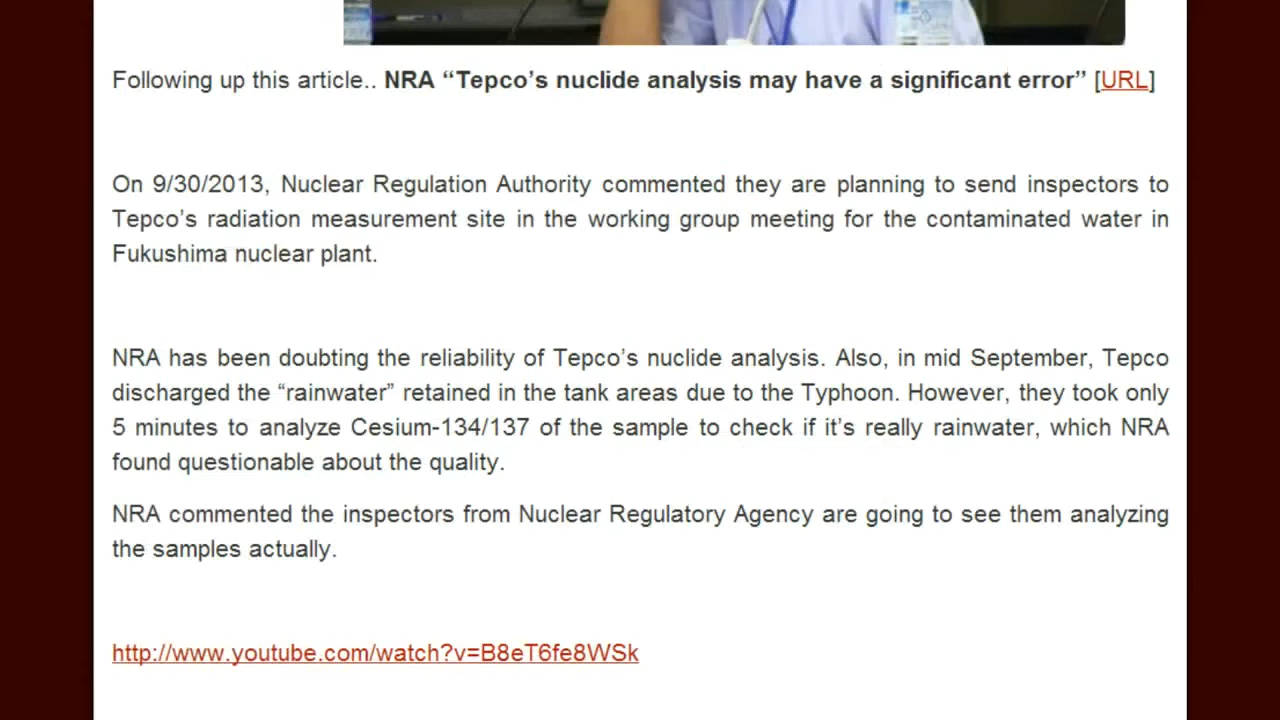 Following up this article.. NRA “Tepco’s nuclide analysis may have a significant error” [URL]
On 9/30/2013, Nuclear Regulation Authority commented they are planning to send inspectors to
Tepco’s radiation measurement site in the working group meeting for the contaminated water in
Fukushima nuclear plant.
NRA has been doubting the reliability of Tepco’s nuclide analysis. Also, in mid September, Tepco
discharged the “rainwater” retained in the tank areas due to the Typhoon. However, they took only
5 minutes to analyze Cesium-134/137 of the sample to check if it’s really rainwater, which NRA
found questionable about the quality.
NRA commented the inspectors from Nuclear Regulatory Agency are going to see them analyzing
the samples actually.
http://www.youtube.com/watch?v=B8eT6fe8WSk